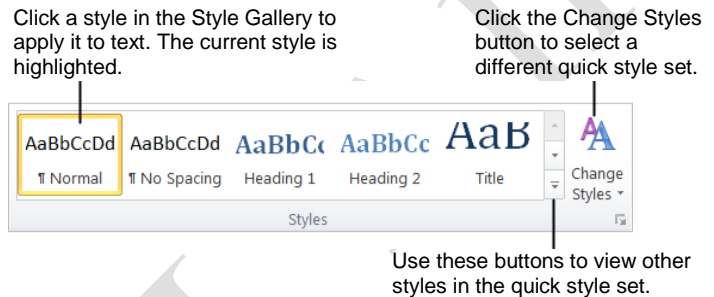 Click a style in the Style Gallery to
apply it to text. The current style is
highlighted.
Click the Change Styles
button to select a
different quick style set.
AaBbCcDd AaBbCcDd AaBbCc AaBbCc AaB
¶ Normal ¶ No Spacing Heading 1 Heading 2 Title
Change
Styles
Styles
Use these buttons to view other
styles in the quick style set.